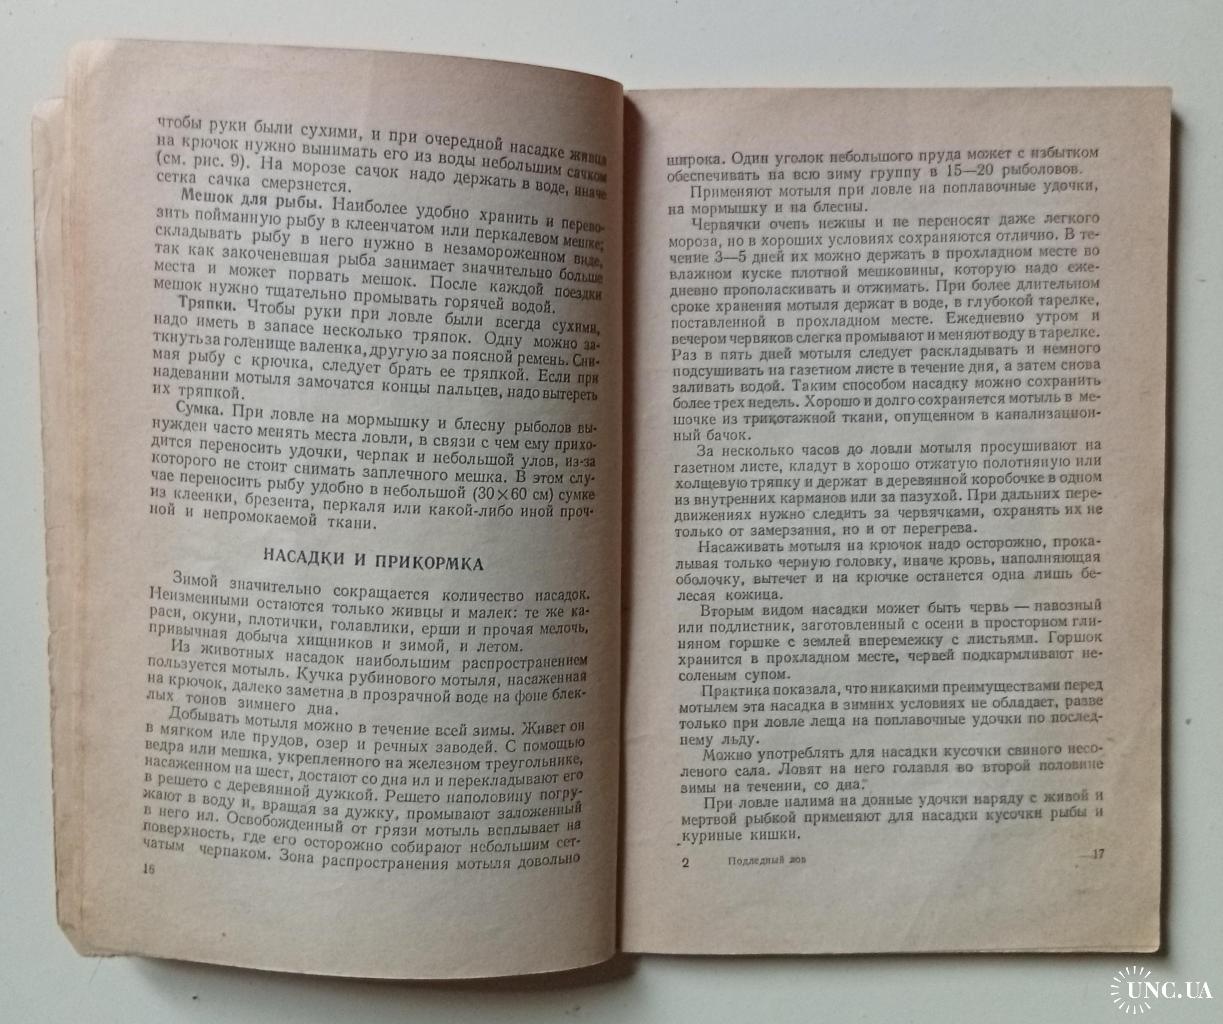 чтобы руки были сухими, и при очередной насадке живца
на крючок нужно вынимать его из воды небольшим сачком
(см. рис. 9). На морозе сачок надо держать в воде, иначе
сетка сачка смерзнется.
Мешок для рыбы. Наиболее удобно хранить и перево-
зить пойманную рыбу в клеенчатом или перкалевом мешке;
складывать рыбу в него нужно в незамороженном виде,
так как закоченевшая рыба занимает значительно больше
места и может порвать мешок. После каждой поездки
мешок нужно тщательно промывать горячей водой.
Тряпки. Чтобы руки при ловле были всегда сухими,
надо иметь в запасе несколько тряпок. Одну можно за-
ткнуть за голенище валенка, другую за поясной ремень. Сни-
мая рыбу с крючка, следует брать ее тряпкой. Если при
надевании мотыля замочатся концы пальцев, надо вытереть
их тряпкой.
Сумка. При ловле на мормышку и блесну рыболов вы-
нужден часто менять места ловли, в связи с чем ему прихо-
дится переносить удочки, черпак и небольшой улов, из-за
которого не стоит снимать заплечного мешка. В этом слу-
чае переносить рыбу удобно в небольшой (30×60 см) сумке
из клеенки, брезента, перкаля или какой-либо иной проч-
ной и непромокаемой ткани.
НАСАДКИ И ПРИКОРМКА
Зимой значительно сокращается количество насадок.
Неизменными остаются только живцы и малек: те же ка-
раси, окуни, плотички, голавлики, ерши и прочая мелочь,
привычная добыча хищников и зимой, и летом.
Из животных насадок наибольшим распространением
пользуется мотыль. Кучка рубинового мотыля, насаженная
на крючок, далеко заметна в прозрачной воде на фоне блек-
лых тонов зимнего дна.
Добывать мотыля можно в течение всей зимы. Живет он
в мягком иле прудов, озер и речных заводей. С помощью
ведра или мешка, укрепленного на железном треугольнике,
насаженном на шест, достают со дна ил и перекладывают его
в решето с деревянной дужкой. Решето наполовину погру-
жают в воду и, вращая за дужку, промывают заложенный
в него ил. Освобожденный от грязи мотыль всплывает на
поверхность, где его осторожно собирают небольшим сет-
чатым черпаком. Зона распространения мотыля довольно
16
широка. Один уголок небольшого пруда может с избытком
обеспечивать на всю зиму группу в 15—20 рыболовов.
Применяют мотыля при ловле на поплавочные удочки,
на мормышку и на блесны.
Червячки очень нежны и не переносят даже легкого
мороза, но в хороших условиях сохраняются отлично. В те-
чение 3—5 дней их можно держать в прохладном месте во
влажном куске плотной мешковины, которую надо еже-
дневно прополаскивать и отжимать. При более длительном
сроке хранения мотыля держат в воде, в глубокой тарелке,
поставленной в прохладном месте. Ежедневно утром и
вечером червяков слегка промывают и меняют воду в тарелке.
Раз в пять дней мотыля следует раскладывать и немного
подсушивать на газетном листе в течение дня, а затем снова
заливать водой. Таким способом насадку можно сохранить
более трех недель. Хорошо и долго сохраняется мотыль в ме-
шочке из трикотажной ткани, опущенном в канализацион-
ный бачок.
За несколько часов до ловли мотыля просушивают на
газетном листе, кладут в хорошо отжатую полотняную или
холщевую тряпку и держат в деревянной коробочке в одном
из внутренних карманов или за пазухой. При дальних пере-
движениях нужно следить за червячками, охранять их не
только от замерзания, но и от перегрева.
Насаживать мотыля на крючок надо осторожно, прока-
лывая только черную головку, иначе кровь, наполняющая
оболочку, вытечет и на крючке останется одна лишь бе-
лесая кожица.
Вторым видом насадки может быть червь — навозный
или подлистник, заготовленный с осени в просторном гли-
няном горшке с землей вперемежку с листьями. Горшок
хранится в прохладном месте, червей подкармливают не-
соленым супом.
Практика показала, что никакими преимуществами перед
мотылем эта насадка в зимних условиях не обладает, разве
только при ловле леща на поплавочные удочки по послед-
нему льду.
Можно употреблять для насадки кусочки свиного несо-
леного сала. Ловят на него голавля во второй половине
зимы на течении, со дна.
При ловле налима на донные удочки наряду с живой и
мертвой рыбкой применяют для насадки кусочки рыбы и
куриные кишки.
2 Подледный лов
17
UNC.UA